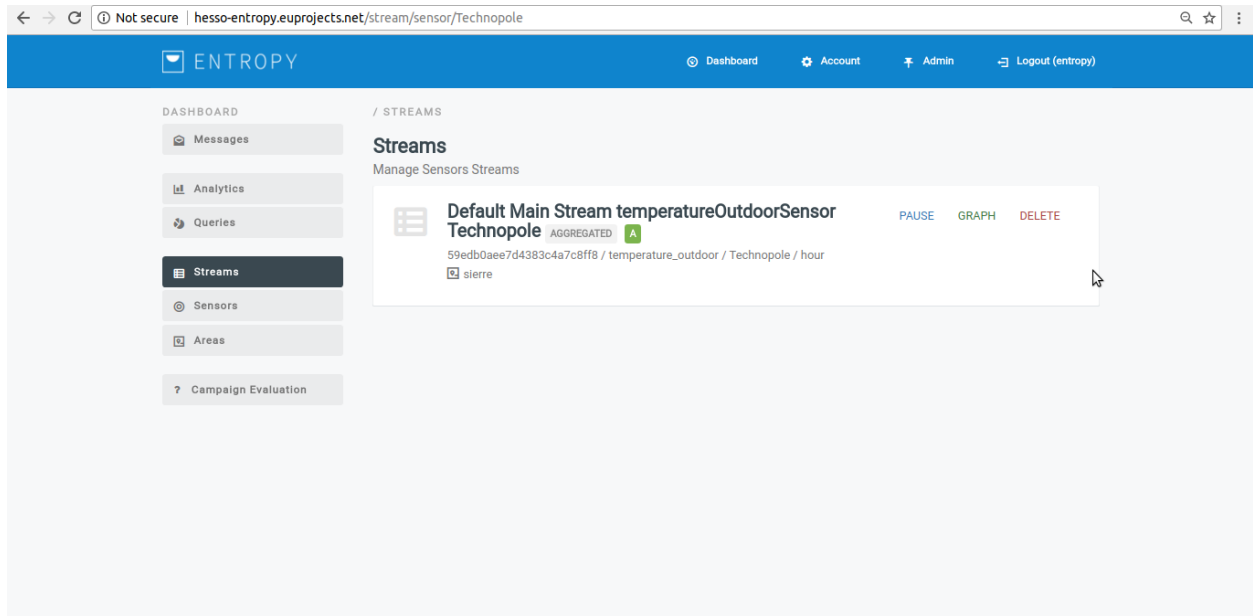 Not secure | hesso-entropy.euprojects.net/stream/sensor/Technopole
ENTROPY
Dashboard
Account
Admin
Logout (entropy)
DASHBOARD
Messages
Analytics
Queries
Streams
Sensors
Areas
? Campaign Evaluation
/ STREAMS
Streams
Manage Sensors Streams
Default Main Stream temperatureOutdoorSensor
Technopole AGGREGATED A
59edb0aee7d4383c4a7c8ff8 / temperature_outdoor / Technopole / hour
sierre
PAUSE GRAPH DELETE